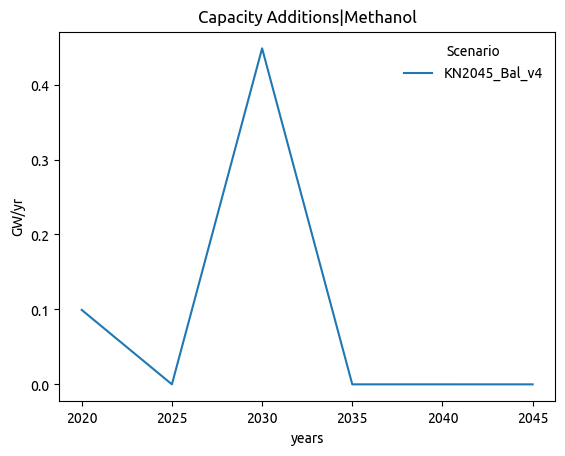 Capacity Additions|Methanol
Scenario
KN2045_Bal_v4
GW/yr
0.4
0.3
0.2
0.1
0.0
2020 2025 2030 2035 2040 2045
years